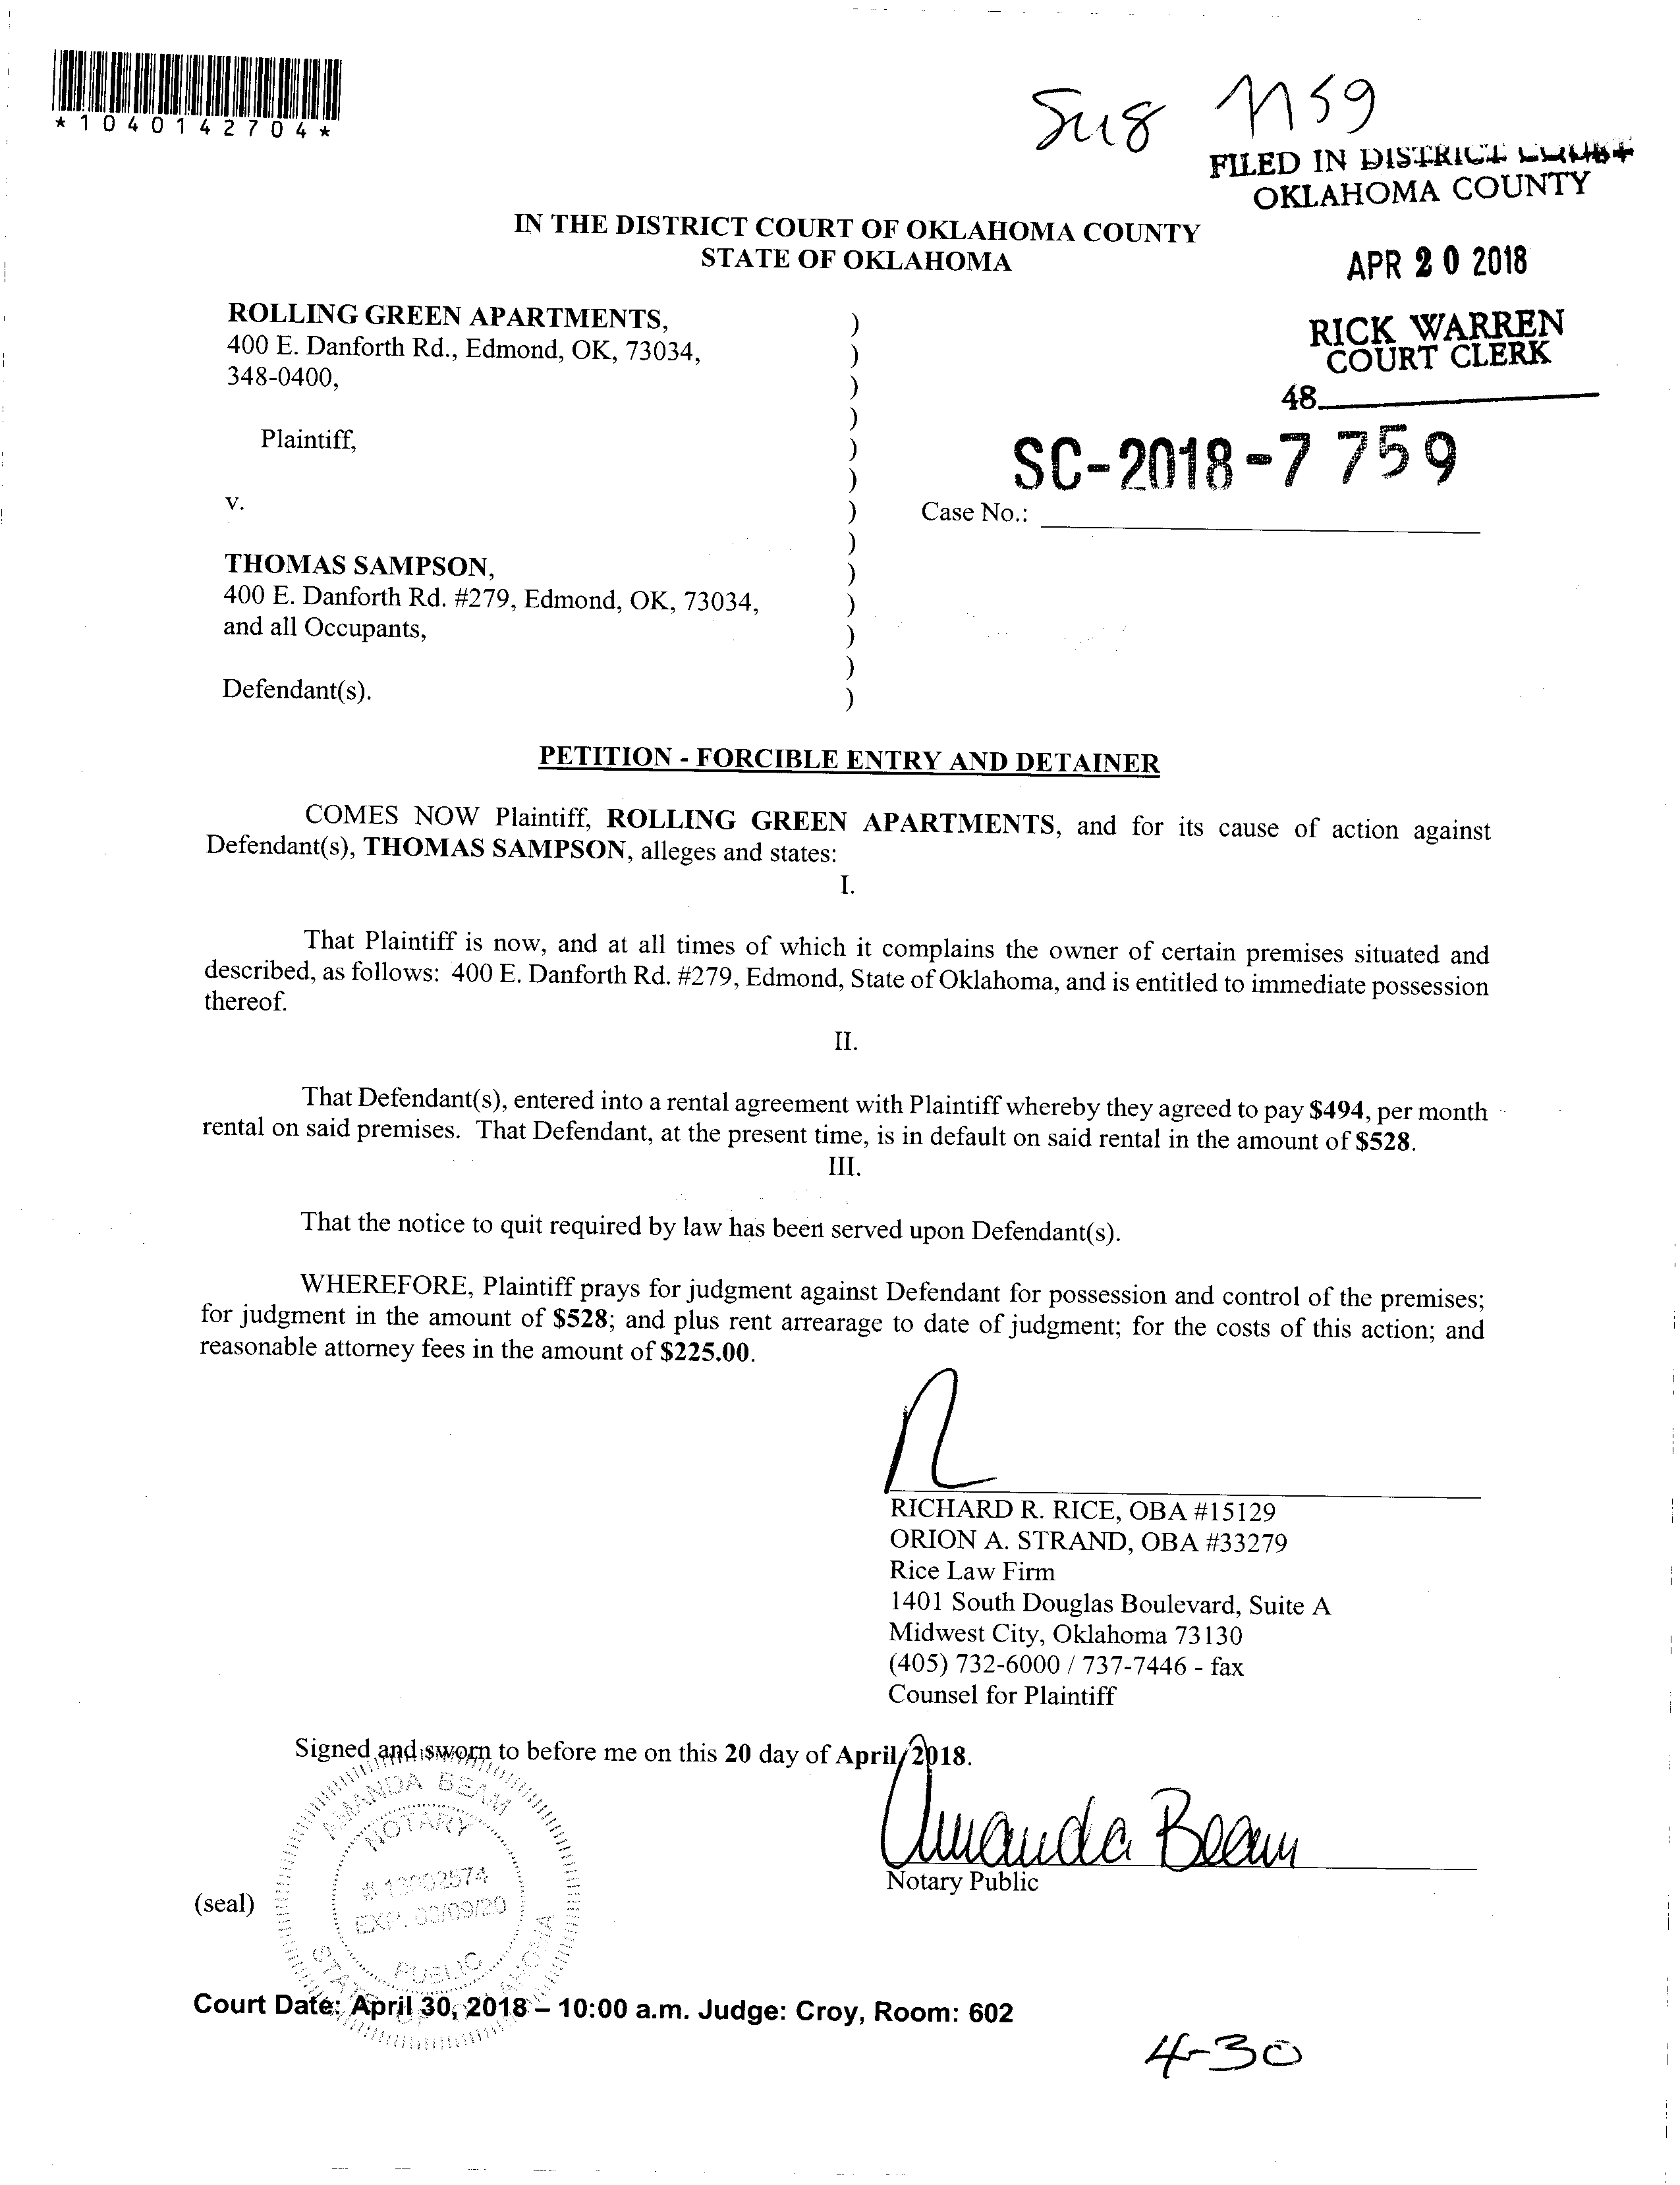 *1040142704*
FILED IN DISTRICT COURT
OKLAHOMA COUNTY
IN THE DISTRICT COURT OF OKLAHOMA COUNTY
STATE OF OKLAHOMA
APR 20 2018
RICK WARREN
COURT CLERK
48
ROLLING GREEN APARTMENTS, )
400 E. Danforth Rd., Edmond, OK, 73034, )
348-0400, )
)
Plaintiff, )
)
SC-2018-7759
v. ) Case No.:
)
THOMAS SAMPSON, )
400 E. Danforth Rd. #279, Edmond, OK, 73034, )
and all Occupants, )
)
Defendant(s). )
PETITION - FORCIBLE ENTRY AND DETAINER
COMES NOW Plaintiff, ROLLING GREEN APARTMENTS, and for its cause of action against
Defendant(s), THOMAS SAMPSON, alleges and states:
I.
That Plaintiff is now, and at all times of which it complains the owner of certain premises situated and
described, as follows: 400 E. Danforth Rd. #279, Edmond, State of Oklahoma, and is entitled to immediate possession
thereof.
II.
That Defendant(s), entered into a rental agreement with Plaintiff whereby they agreed to pay $494, per month
rental on said premises. That Defendant, at the present time, is in default on said rental in the amount of $528.
III.
That the notice to quit required by law has been served upon Defendant(s).
WHEREFORE, Plaintiff prays for judgment against Defendant for possession and control of the premises;
for judgment in the amount of $528; and plus rent arrearage to date of judgment; for the costs of this action; and
reasonable attorney fees in the amount of $225.00.
RICHARD R. RICE, OBA #15129
ORION A. STRAND, OBA #33279
Rice Law Firm
1401 South Douglas Boulevard, Suite A
Midwest City, Oklahoma 73130
(405) 732-6000 / 737-7446 - fax
Counsel for Plaintiff
Signed and sworn to before me on this 20 day of April, 2018.
AMANDA BEAM
NOTARY
# 13002574
EXP. 03/09/20
PUBLIC
STATE OF OKLAHOMA
Amanda Beam
Notary Public
(seal)
Court Date: April 30, 2018 – 10:00 a.m. Judge: Croy, Room: 602
4-30